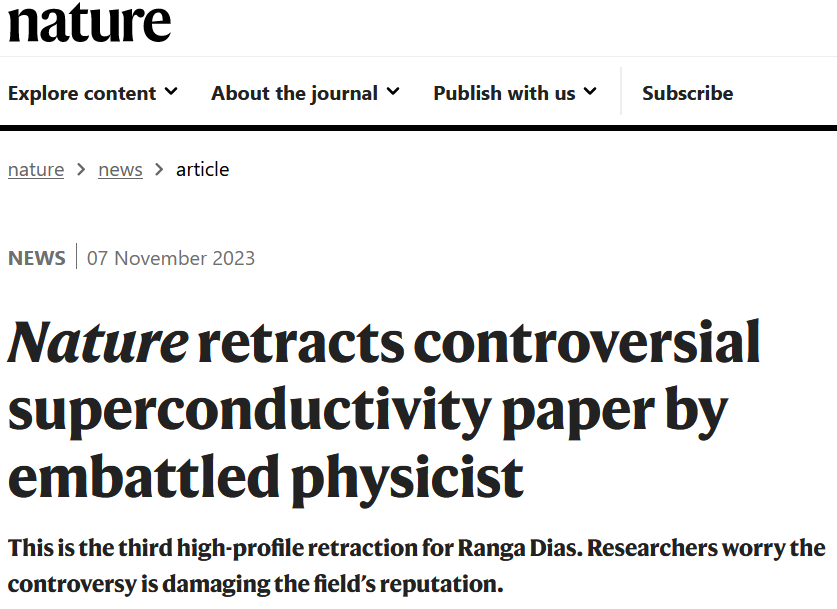 nature
Explore content About the journal Publish with us Subscribe
nature > news > article
NEWS | 07 November 2023
Nature retracts controversial
superconductivity paper by
embattled physicist
This is the third high-profile retraction for Ranga Dias. Researchers worry the
controversy is damaging the field’s reputation.